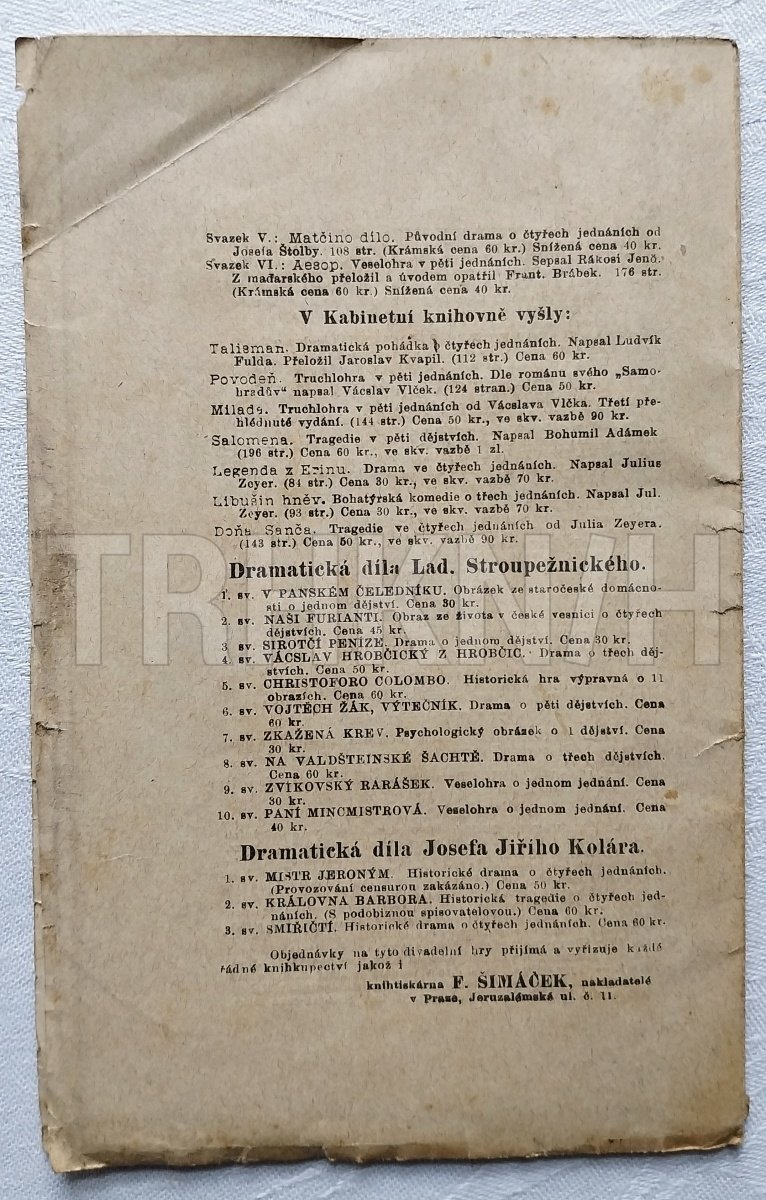 Svazek V.: Matčino dílo. Původní drama o čtyřech jednáních od
Josefa Štolby. 108 str. (Krámská cena 60 kr.) Snížená cena 40 kr.
Svazek VI.: Aesop. Veselohra v pěti jednáních. Sepsal Rákosi Jenő.
Z maďarského přeložil a úvodem opatřil Frant. Brábek. 176 str.
(Krámská cena 60 kr.) Snížená cena 40 kr.
V Kabinetní knihovně vyšly:
Talisman. Dramatická pohádka o čtyřech jednáních. Napsal Ludvík
Fulda. Přeložil Jaroslav Kvapil. (112 str.) Cena 60 kr.
Povodeň. Truchlohra v pěti jednáních. Dle románu svého „Samo-
hradův“ napsal Vácslav Vlček. (124 stran.) Cena 50 kr.
Milada. Truchlohra v pěti jednáních od Vácslava Vlčka. Třetí pře-
hlédnuté vydání. (144 str.) Cena 50 kr., ve skv. vazbě 90 kr.
Salomena. Tragedie v pěti dějstvích. Napsal Bohumil Adámek
(196 str.) Cena 60 kr., ve skv. vazbě 1 zl.
Legenda z Erinu. Drama ve čtyřech jednáních. Napsal Julius
Zeyer. (84 str.) Cena 30 kr., ve skv. vazbě 70 kr.
Libušin hněv. Bohatýrská komedie o třech jednáních. Napsal Jul.
Zeyer. (93 str.) Cena 30 kr., ve skv. vazbě 70 kr.
Doňa Sanča. Tragedie ve čtyřech jednáních od Julia Zeyera.
(143 str.) Cena 50 kr., ve skv. vazbě 90 kr.
TRHKNIH
Dramatická díla Lad. Stroupežnického.
1. sv. V PANSKÉM ČELEDNÍKU. Obrázek ze staročeské domácno-
sti o jednom dějství. Cena 30 kr.
2. sv. NAŠI FURIANTI. Obraz ze života v české vesnici o čtyřech
dějstvích. Cena 45 kr.
3 sv. SIROTČÍ PENÍZE. Drama o jednom dějství. Cena 30 kr.
4. sv. VÁCSLAV HROBČICKÝ Z HROBČIC. Drama o třech děj-
stvích. Cena 50 kr.
5. sv. CHRISTOFORO COLOMBO. Historická hra výpravná o 11
obrazích. Cena 60 kr.
6. sv. VOJTĚCH ŽÁK, VÝTEČNÍK. Drama o pěti dějstvích. Cena
60 kr.
7. sv. ZKAŽENÁ KREV. Psychologický obrázek o 1 dějství. Cena
30 kr.
8. sv. NA VALDŠTEINSKÉ ŠACHTĚ. Drama o třech dějstvích.
Cena 60 kr.
9. sv. ZVÍKOVSKÝ RARÁŠEK. Veselohra o jednom jednání. Cena
30 kr.
10. sv. PANÍ MINCMISTROVÁ. Veselohra o jednom jednání. Cena
40 kr.
Dramatická díla Josefa Jiřího Kolára.
1. sv. MISTR JERONÝM. Historické drama o čtyřech jednáních.
(Provozování censurou zakázáno.) Cena 50 kr.
2. sv. KRÁLOVNA BARBORA. Historická tragedie o čtyřech jed-
náních. (S podobiznou spisovatelovou.) Cena 60 kr.
3. sv. SMIŘIČTÍ. Historické drama o čtyřech jednáních. Cena 60 kr.
Objednávky na tyto divadelní hry přijímá a vyřizuje každé
řádné knihkupectví jakož i
knihtiskárna F. ŠIMÁČEK, nakladatelé
v Praze, Jeruzalémská ul. č. 11.